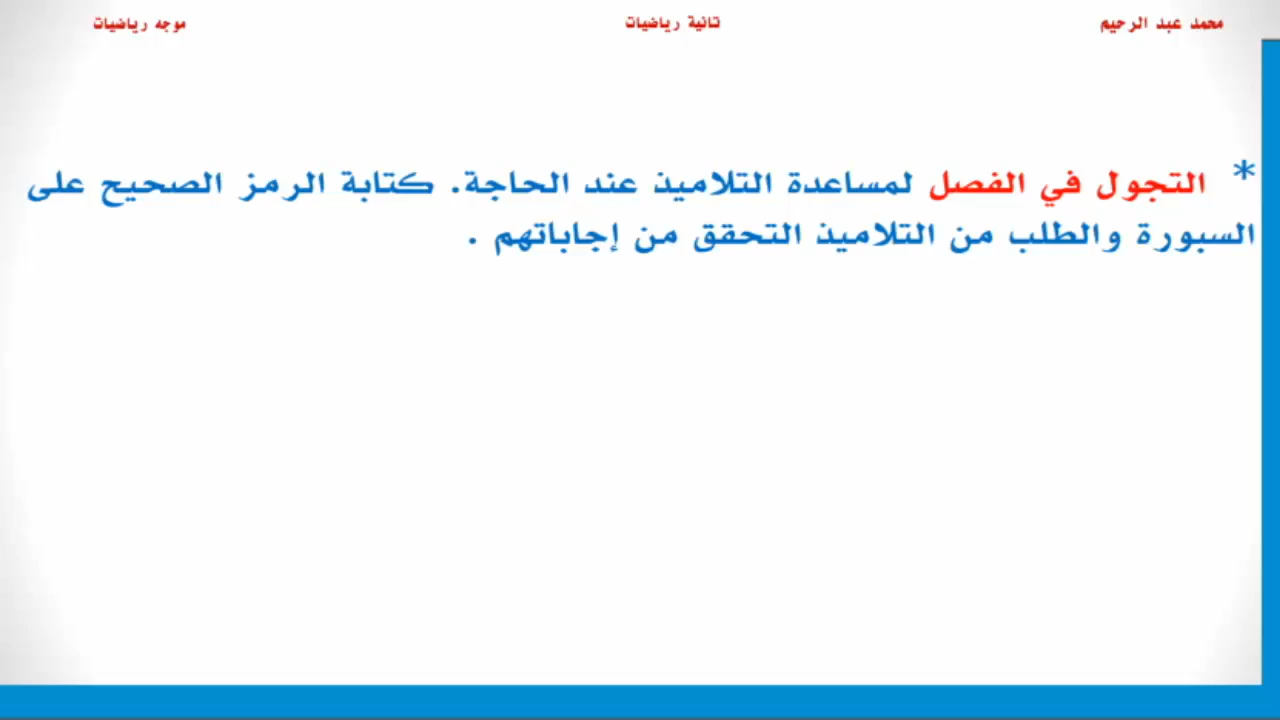 محمد عبد الرحيم
تانية رياضيات
موجه رياضيات
* التجول في الفصل لمساعدة التلاميذ عند الحاجة. كتابة الرمز الصحيح على
السبورة والطلب من التلاميذ التحقق من إجاباتهم .